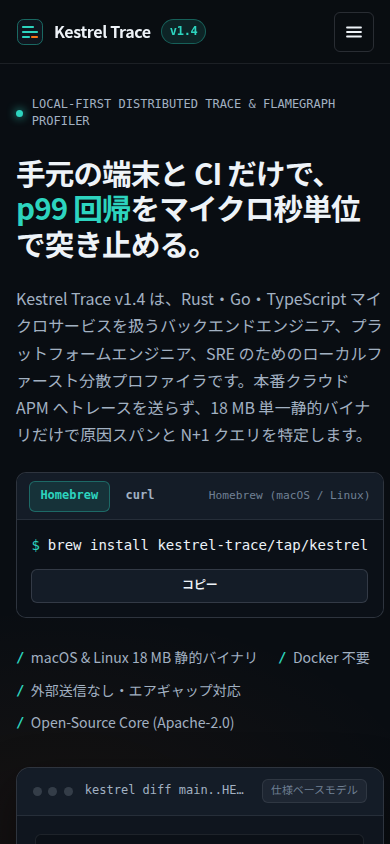 Kestrel Trace v1.4
LOCAL-FIRST DISTRIBUTED TRACE & FLAMEGRAPH
PROFILER
手元の端末と CI だけで、
p99 回帰をマイクロ秒単位
で突き止める。
Kestrel Trace v1.4 は、Rust・Go・TypeScript マイ
クロサービスを扱うバックエンドエンジニア、プラ
ットフォームエンジニア、SRE のためのローカルフ
ァースト分散プロファイラです。本番クラウド
APM へトレースを送らず、18 MB 単一静的バイナ
リだけで原因スパンと N+1 クエリを特定します。
Homebrew curl Homebrew (macOS / Linux)
$ brew install kestrel-trace/tap/kestrel
コピー
/ macOS & Linux 18 MB 静的バイナリ / Docker 不要
/ 外部送信なし・エアギャップ対応
/ Open-Source Core (Apache-2.0)
kestrel diff main..HE… 仕様ベースモデル